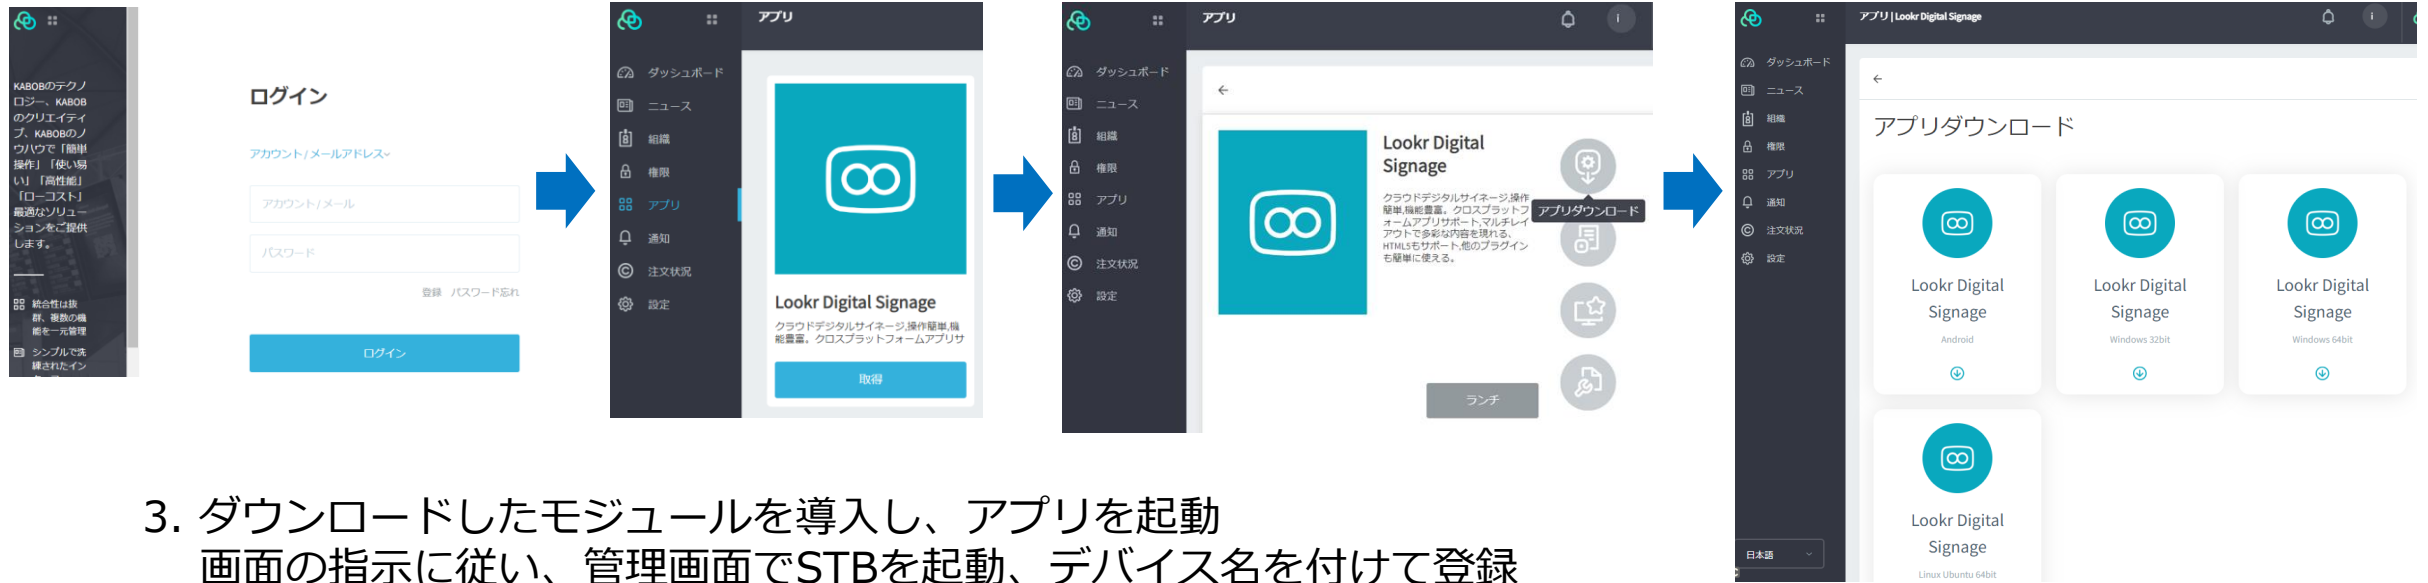 KABOBのテクノ
ロジー、KABOB
のクリエイティ
ブ、KABOBのノ
ウハウで「簡単
操作」「使い易
い」「高性能」
「ローコスト」
最適なソリュー
ションをご提供
します。
統合性は抜
群、複数の機
能を一元管理
シンプルで洗
練されたイン
ログイン
アカウント/メールアドレス
アカウント/メール
パスワード
登録 パスワード忘れ
ログイン
アプリ
ダッシュボード
ニュース
組織
権限
アプリ
通知
注文状況
設定
Lookr Digital Signage
クラウドデジタルサイネージ,操作簡単,機
能豊富。クロスプラットフォームアプリサ
取得
アプリ
i
ダッシュボード
ニュース
組織
権限
アプリ
通知
注文状況
設定
Lookr Digital
Signage
クラウドデジタルサイネージ,操作
簡単,機能豊富。クロスプラットフ
ォームアプリサポート,マルチレイ
アウトで多彩な内容を現れる、
HTML5もサポート,他のプラグイン
も簡単に使える。
アプリダウンロード
ランチ
アプリ | Lookr Digital Signage
i
ダッシュボード
ニュース
組織
権限
アプリ
通知
注文状況
設定
日本語
アプリダウンロード
Lookr Digital
Signage
Android
Lookr Digital
Signage
Windows 32bit
Lookr Digital
Signage
Windows 64bit
Lookr Digital
Signage
Linux Ubuntu 64bit
3. ダウンロードしたモジュールを導入し、アプリを起動
画面の指示に従い、管理画面でSTBを起動、デバイス名を付けて登録